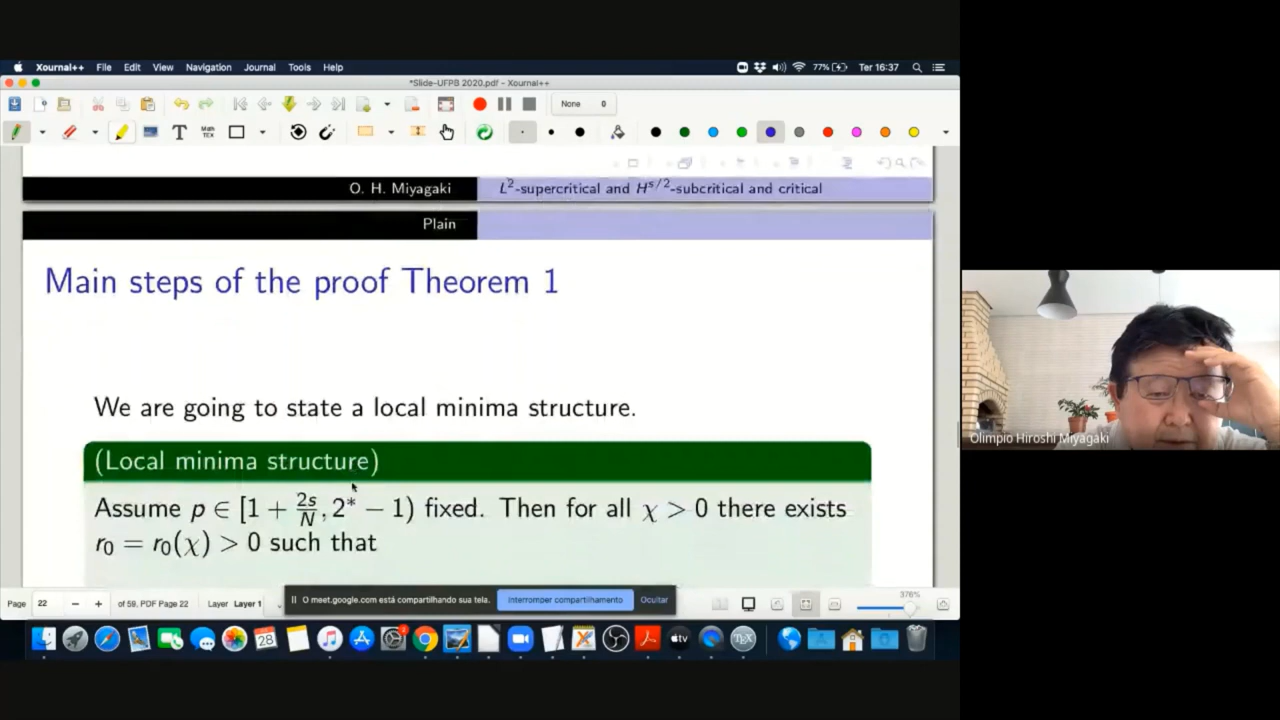 Xournal++ File Edit View Navigation Journal Tools Help 77% Ter 16:37
*Slide-UFPB 2020.pdf - Xournal++
None 0
T Math TEX
O. H. Miyagaki L²-supercritical and H^{s/2}-subcritical and critical
Plain
Main steps of the proof Theorem 1
We are going to state a local minima structure.
(Local minima structure)
Assume p ∈ [1 + 2s/N, 2* − 1) fixed. Then for all χ > 0 there exists
r₀ = r₀(χ) > 0 such that
Olimpio Hiroshi Miyagaki
376%
Page 22 of 59, PDF Page 22 Layer Layer 1
O meet.google.com está compartilhando sua tela. Interromper compartilhamento Ocultar
28
tv
TEX